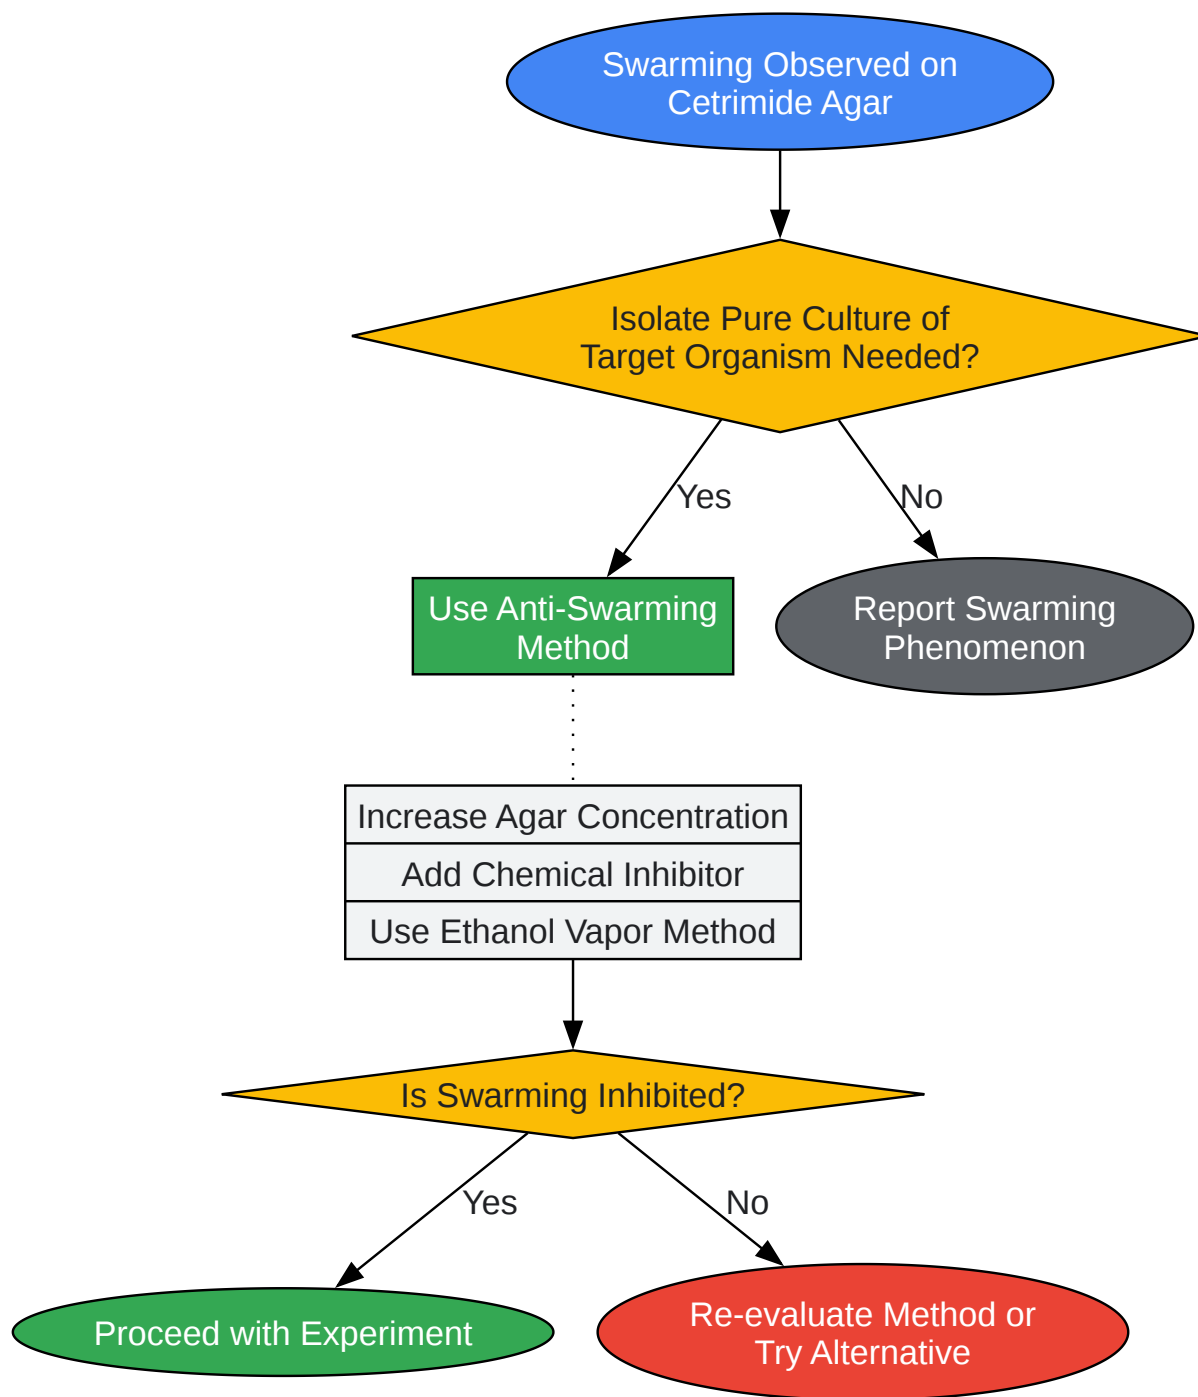 Swarming Observed on
Cetrimide Agar
Isolate Pure Culture of
Target Organism Needed?
Yes
No
Use Anti-Swarming
Method
Report Swarming
Phenomenon
Increase Agar Concentration
Add Chemical Inhibitor
Use Ethanol Vapor Method
Is Swarming Inhibited?
Yes
No
Proceed with Experiment
Re-evaluate Method or
Try Alternative